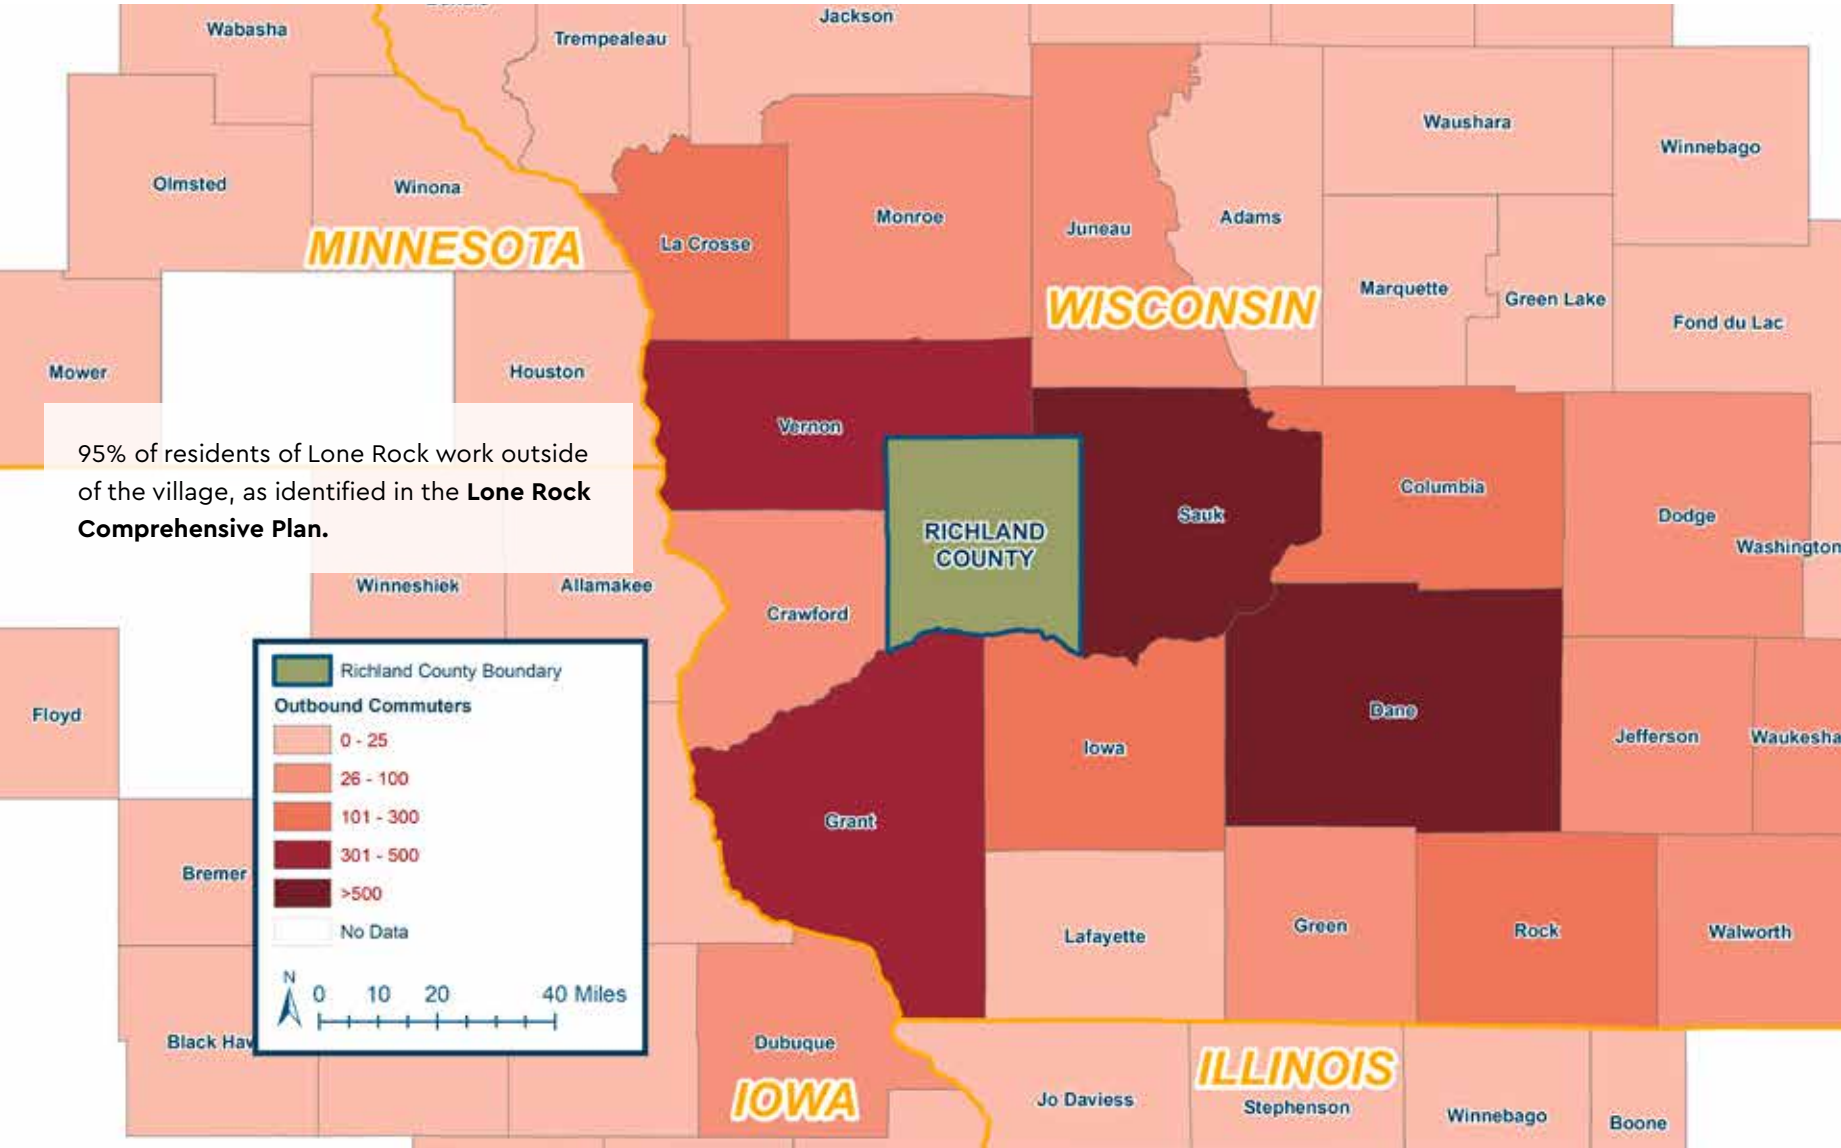 Jackson
Wabasha
Trempealeau
Waushara
Winnebago
Olmsted
Winona
Monroe
Adams
Juneau
La Crosse
MINNESOTA
WISCONSIN
Marquette
Green Lake
Fond du Lac
Mower
Houston
Vernon
95% of residents of Lone Rock work outside
of the village, as identified in the Lone Rock
Comprehensive Plan.
Columbia
Sauk
Dodge
RICHLAND
COUNTY
Washington
Winneshiek
Allamakee
Crawford
Richland County Boundary
Outbound Commuters
0 - 25
26 - 100
101 - 300
301 - 500
>500
No Data
N
0 10 20 40 Miles
Floyd
Dane
Iowa
Jefferson
Waukesha
Grant
Bremer
Lafayette
Green
Rock
Walworth
Black Haw
Dubuque
IOWA
ILLINOIS
Jo Daviess
Stephenson
Winnebago
Boone